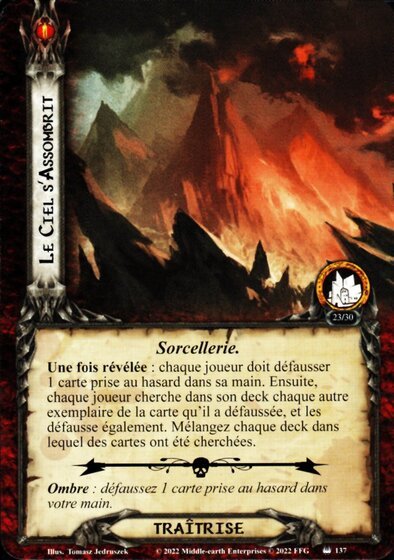 LE CIEL S'ASSOMBRIT
23/30
Sorcellerie.
Une fois révélée : chaque joueur doit défausser
1 carte prise au hasard dans sa main. Ensuite,
chaque joueur cherche dans son deck chaque autre
exemplaire de la carte qu'il a défaussée, et les
défausse également. Mélangez chaque deck dans
lequel des cartes ont été cherchées.
Ombre : défaussez 1 carte prise au hasard dans
votre main.
TRAÎTRISE
Illus. Tomasz Jedruszek © 2022 Middle-earth Enterprises © 2022 FFG 137